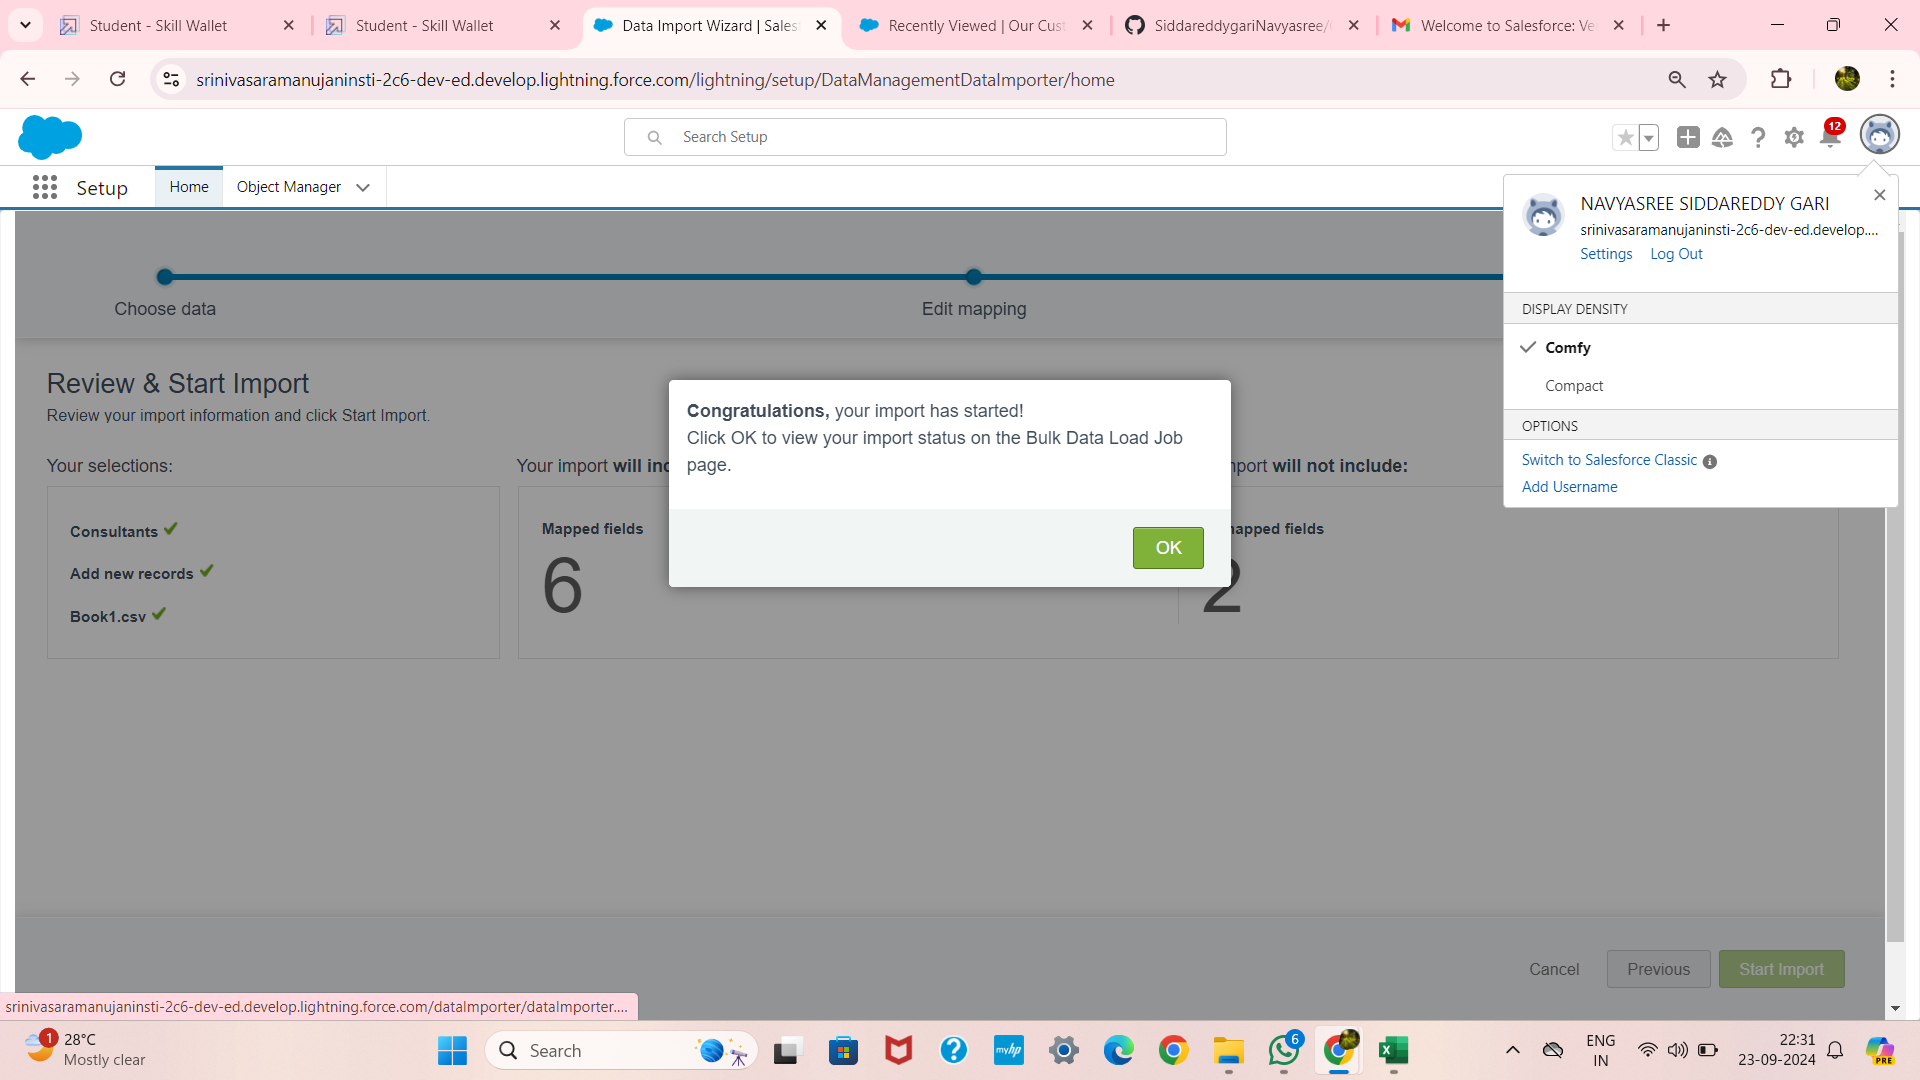 Student - Skill Wallet
Student - Skill Wallet
Data Import Wizard | Sales
Recently Viewed | Our Cust
SiddareddygariNavyasree/
Welcome to Salesforce: Ve
srinivasaramanujaninsti-2c6-dev-ed.develop.lightning.force.com/lightning/setup/DataManagementDataImporter/home
Search Setup
12
Setup
Home
Object Manager
NAVYASREE SIDDAREDDY GARI
srinivasaramanujaninsti-2c6-dev-ed.develop....
Settings Log Out
DISPLAY DENSITY
Comfy
Compact
OPTIONS
Switch to Salesforce Classic
Add Username
Choose data
Edit mapping
Review & Start Import
Review your import information and click Start Import.
Your selections:
Consultants
Add new records
Book1.csv
Your import will inc
Mapped fields
6
mport will not include:
mapped fields
2
Congratulations, your import has started!
Click OK to view your import status on the Bulk Data Load Job
page.
OK
Cancel
Previous
Start Import
srinivasaramanujaninsti-2c6-dev-ed.develop.lightning.force.com/dataImporter/dataImporter....
1
28°C
Mostly clear
Search
myhp
6
ENG
IN
22:31
23-09-2024
PRE